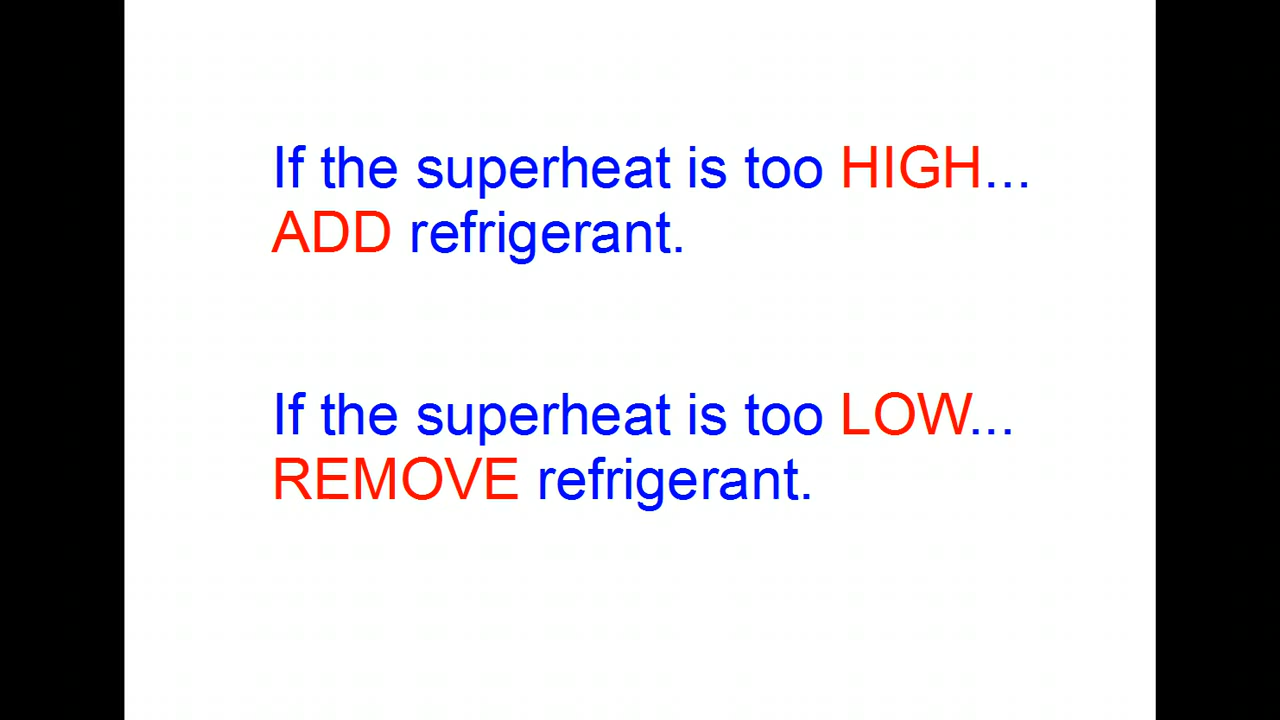 If the superheat is too HIGH...
ADD refrigerant.
If the superheat is too LOW...
REMOVE refrigerant.